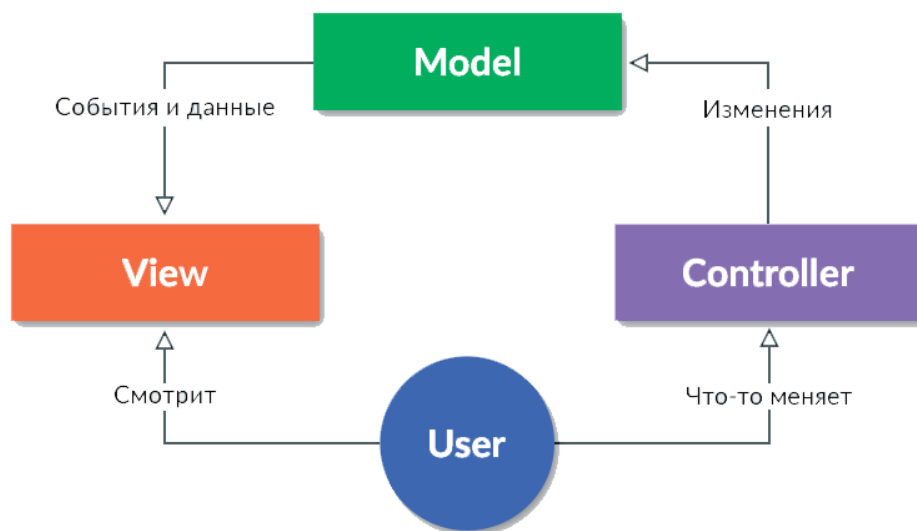 Model
События и данные
Изменения
View
Controller
Смотрит
Что-то меняет
User